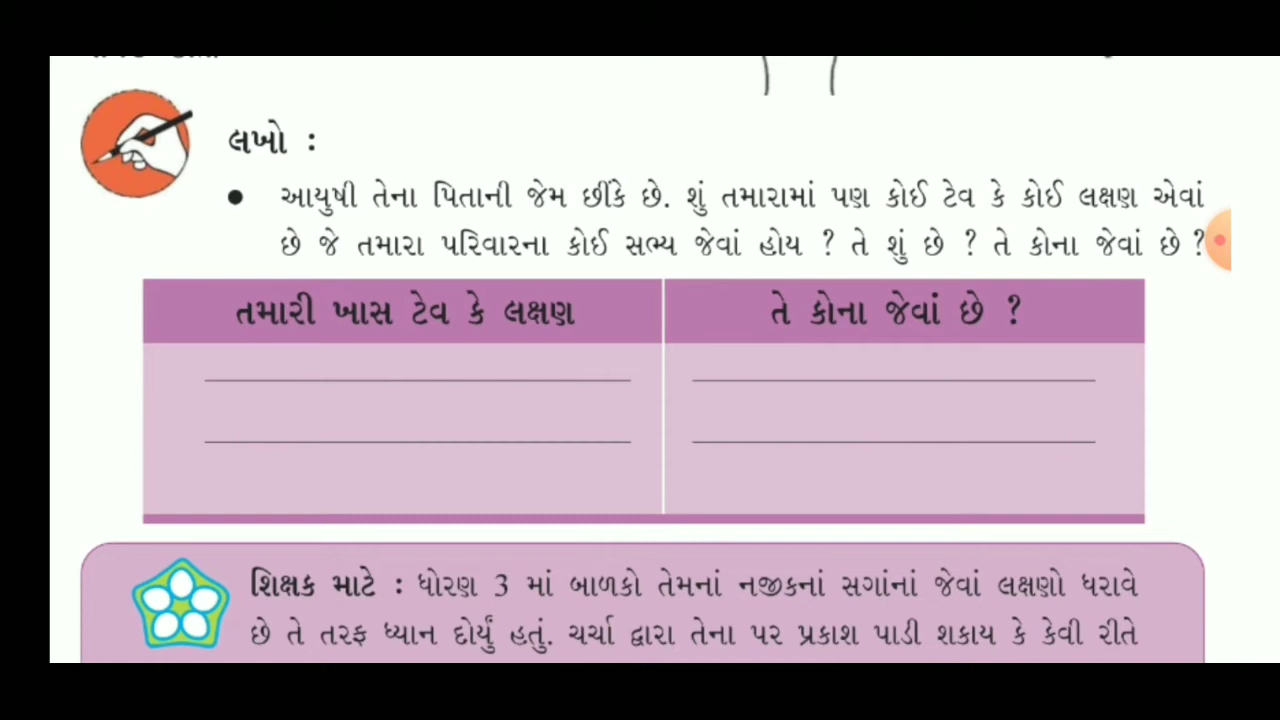 લખો :
● આયુષી તેના પિતાની જેમ છીંકે છે. શું તમારામાં પણ કોઈ ટેવ કે કોઈ લક્ષણ એવાં
છે જે તમારા પરિવારના કોઈ સભ્ય જેવાં હોય ? તે શું છે ? તે કોના જેવાં છે ?
તમારી ખાસ ટેવ કે લક્ષણ
તે કોના જેવાં છે ?
શિક્ષક માટે : ધોરણ 3 માં બાળકો તેમનાં નજીકનાં સગાંનાં જેવાં લક્ષણો ધરાવે
છે તે તરફ ધ્યાન દોર્યું હતું. ચર્ચા દ્વારા તેના પર પ્રકાશ પાડી શકાય કે કેવી રીતે